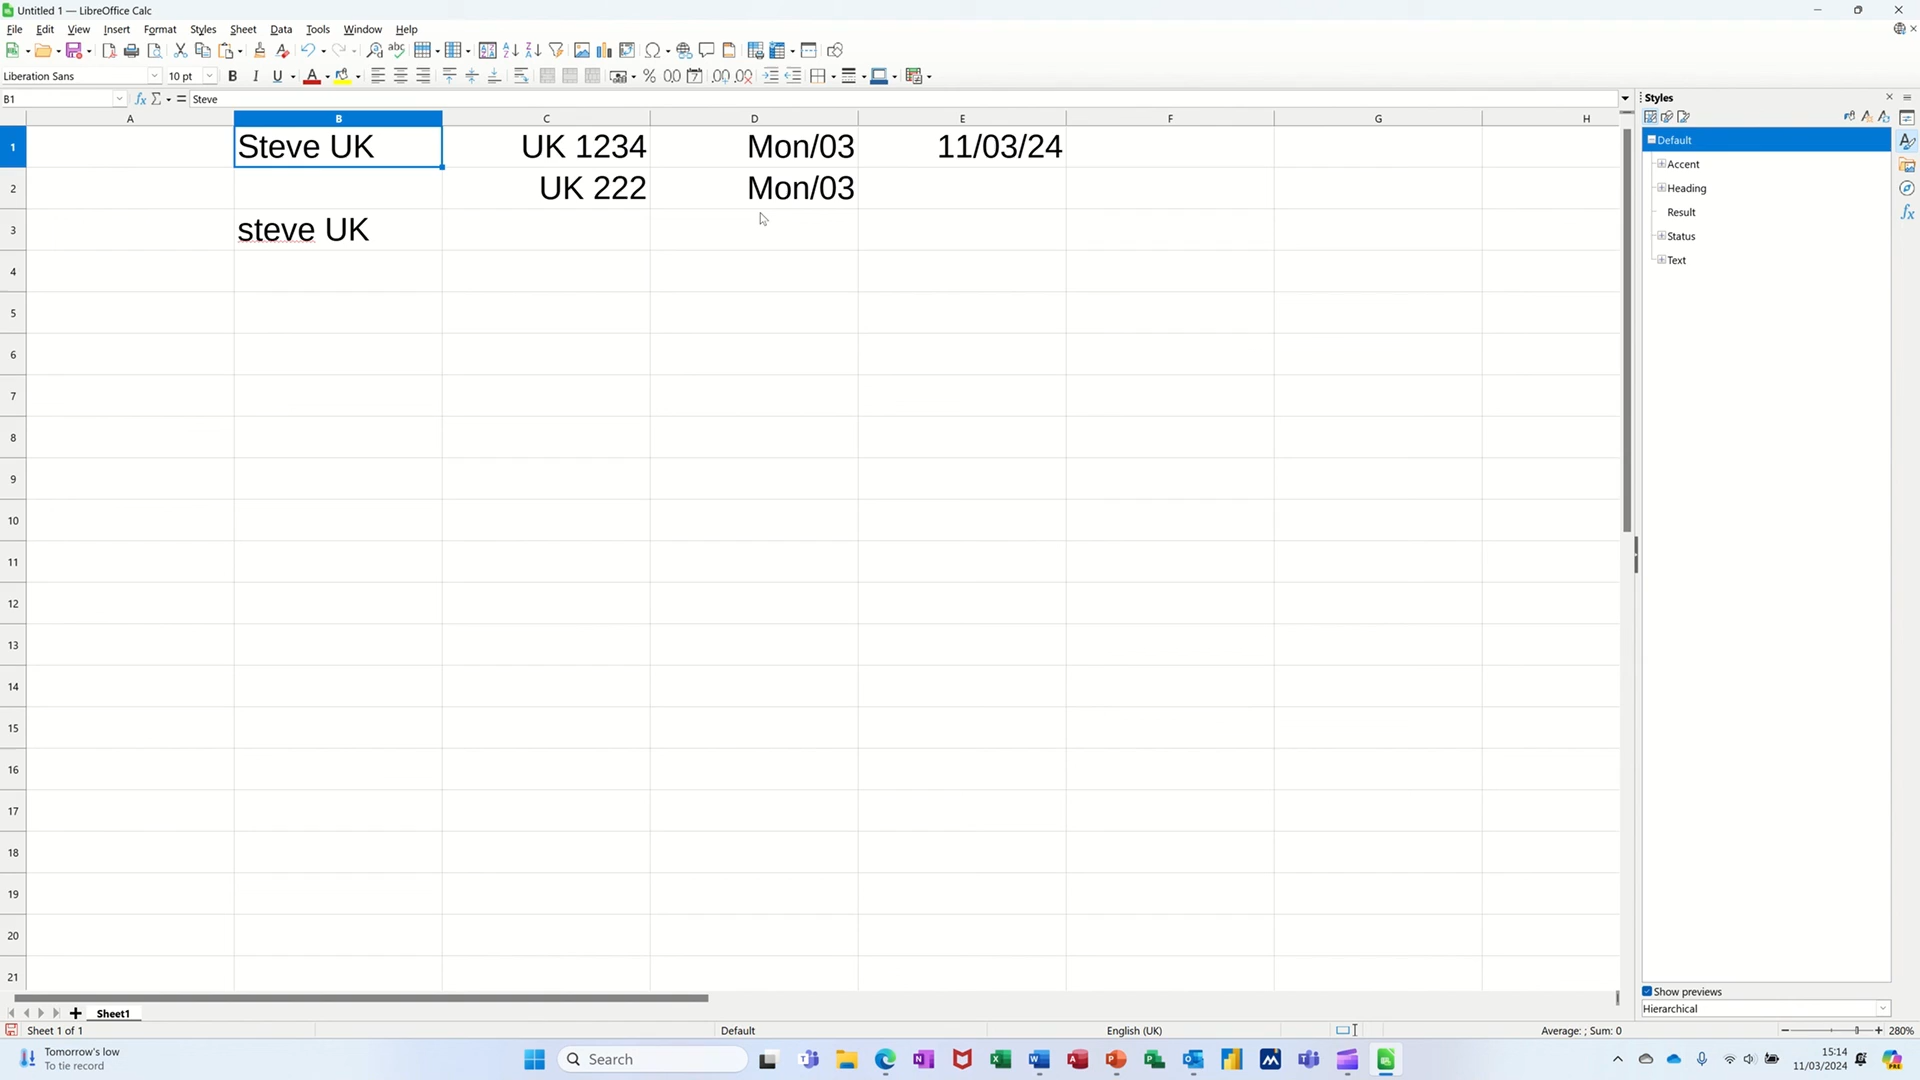 Untitled 1 — LibreOffice Calc
File Edit View Insert Format Styles Sheet Data Tools Window Help
Liberation Sans 10 pt B I U A
B1 fx Σ = Steve
Styles
A B C D E F G H
1 Steve UK UK 1234 Mon/03 11/03/24
2 UK 222 Mon/03
3 steve UK
4
5
6
7
8
9
10
11
12
13
14
15
16
17
18
19
20
21
Default
Accent
Heading
Result
Status
Text
Show previews
Hierarchical
Sheet1
Sheet 1 of 1 Default English (UK) Average: ; Sum: 0 280%
Tomorrow's low
To tie record
Search
15:14
11/03/2024